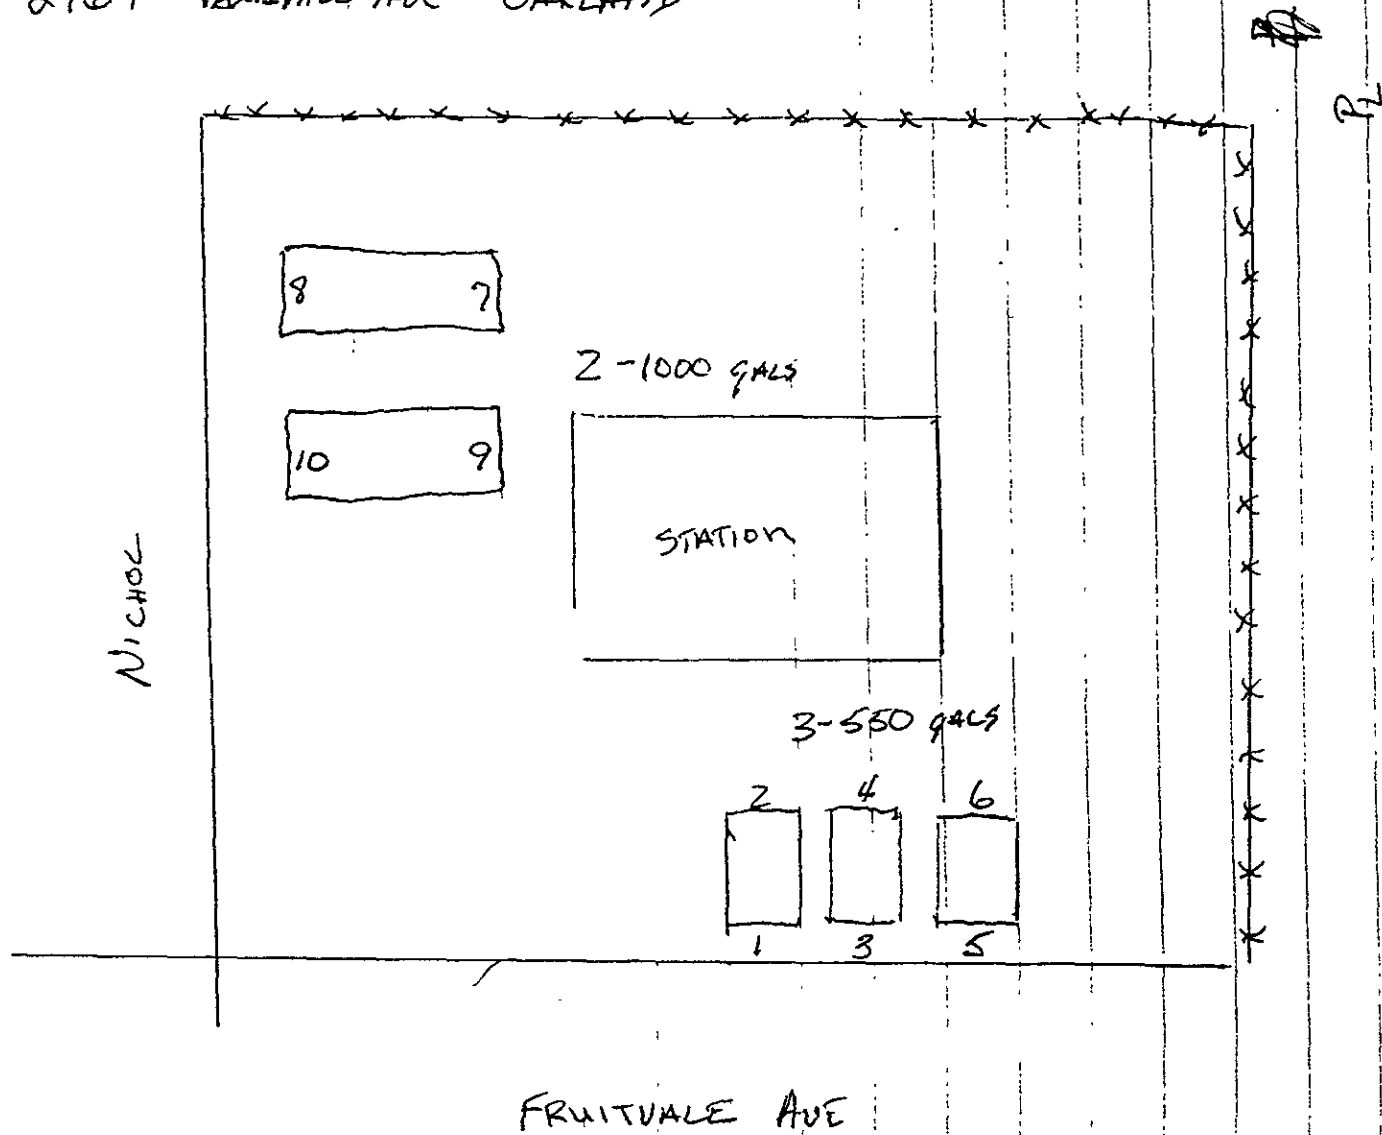 OAKLAND
PL
8 7
2-1000 gALS
10 9
STATION
NICHOL
3-550 gALS
2 4 6
1 3 5
FRUITVALE AVE